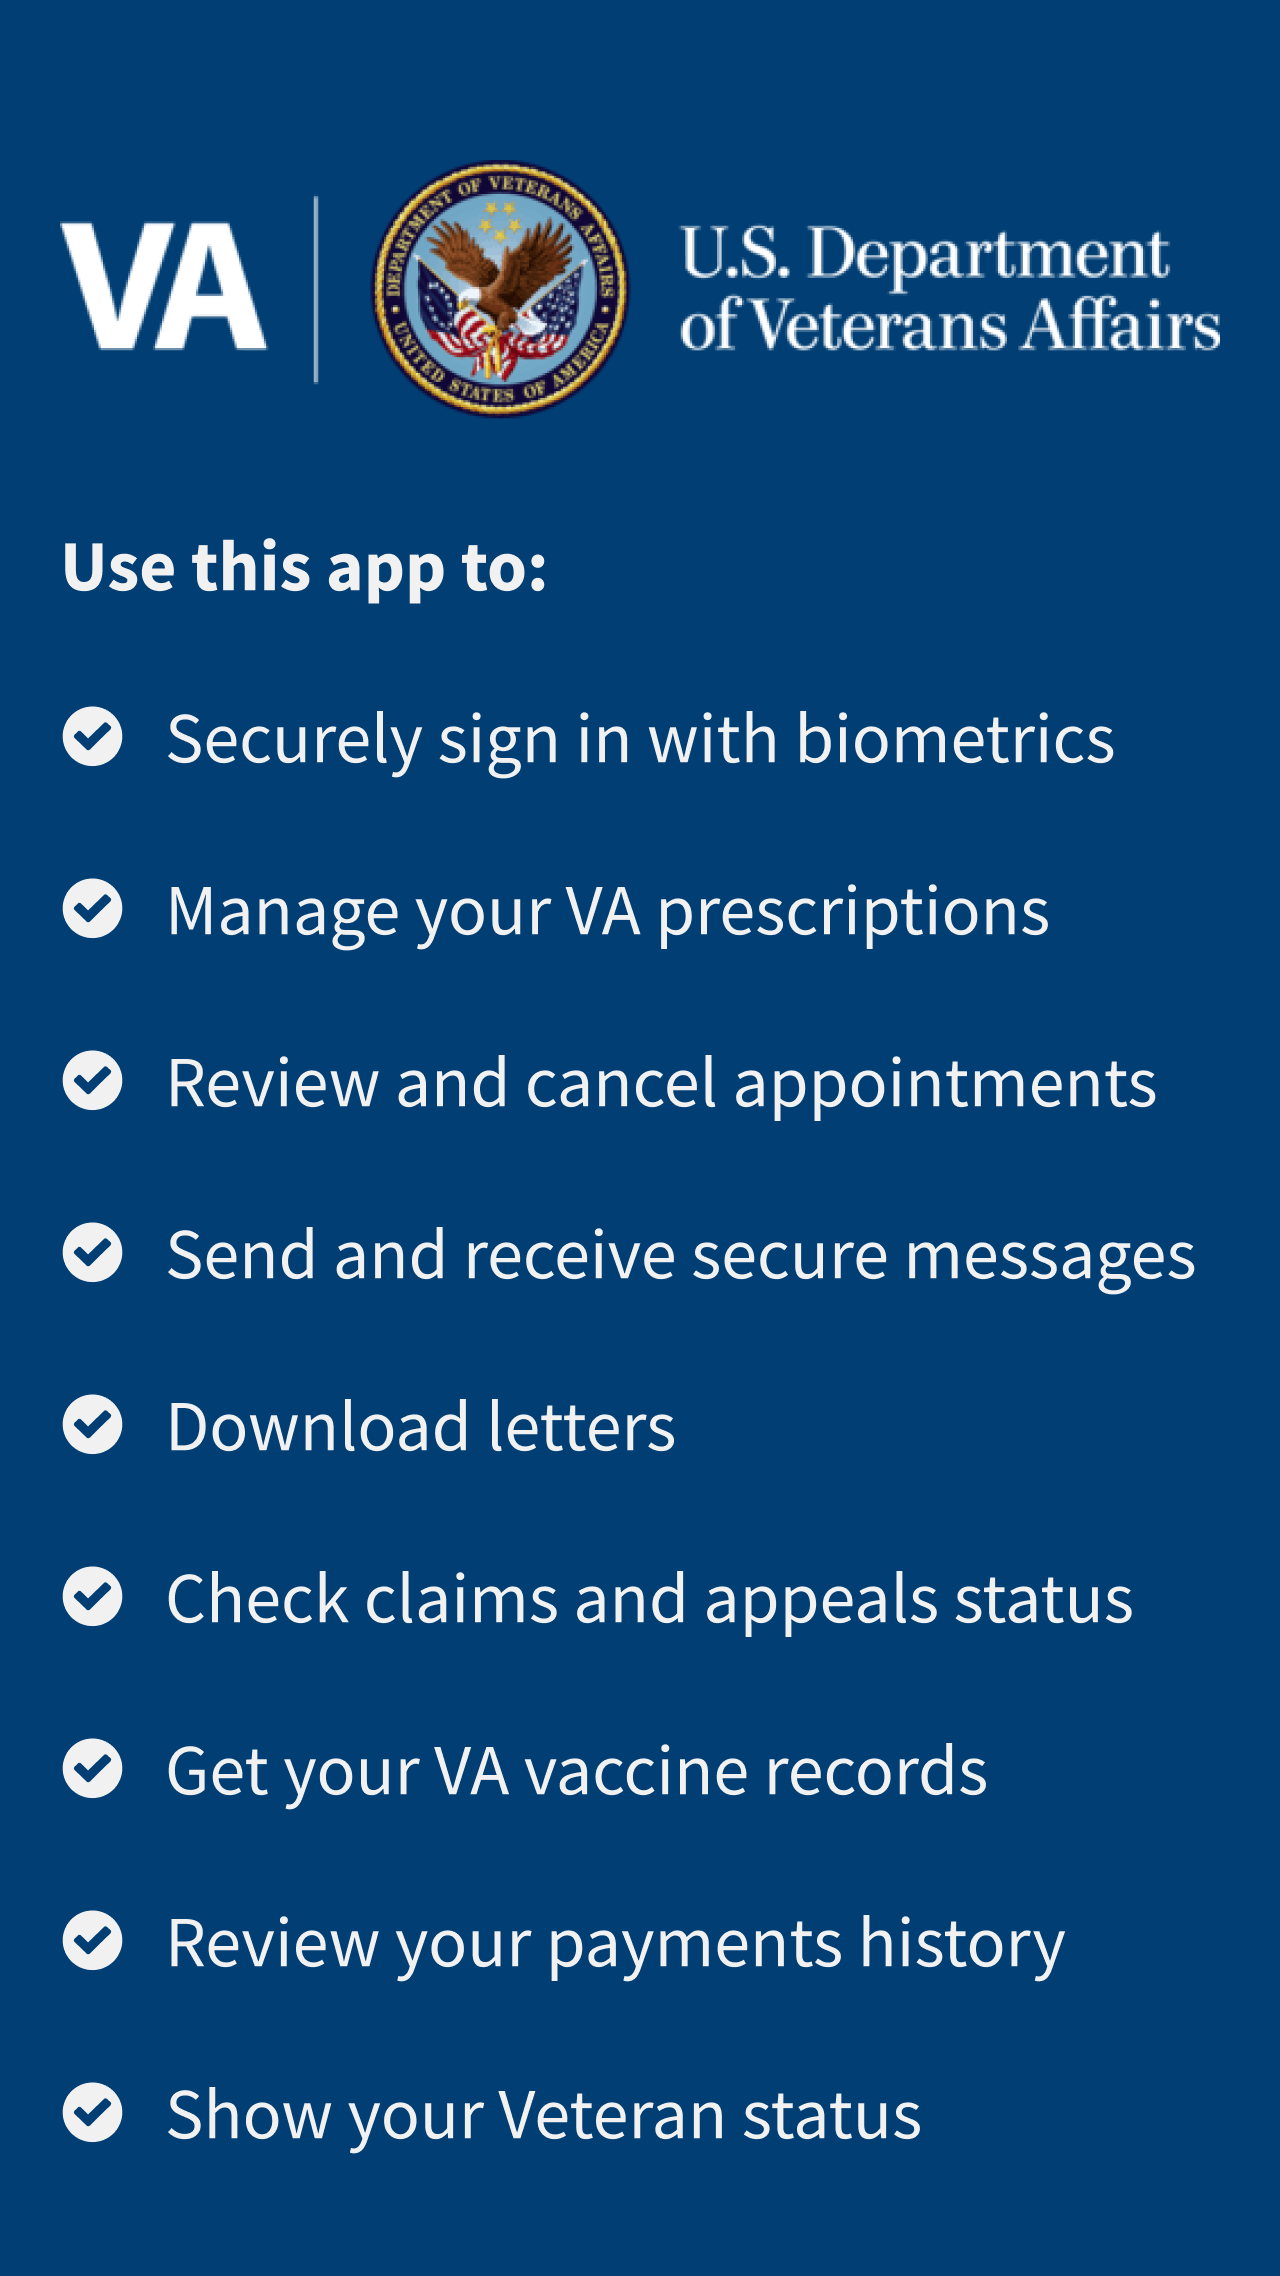 VA
DEPARTMENT OF VETERANS AFFAIRS
UNITED STATES OF AMERICA
U.S. Department
of Veterans Affairs
Use this app to:
Securely sign in with biometrics
Manage your VA prescriptions
Review and cancel appointments
Send and receive secure messages
Download letters
Check claims and appeals status
Get your VA vaccine records
Review your payments history
Show your Veteran status